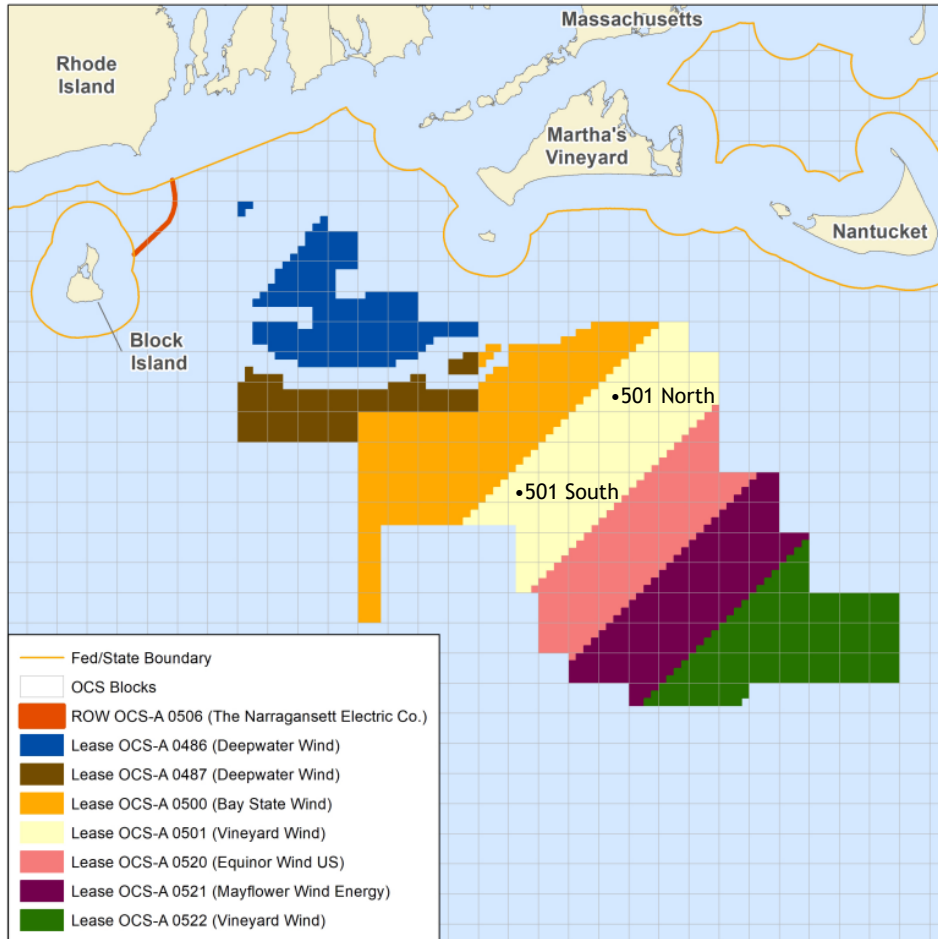 Massachusetts
Rhode
Island
Martha's
Vineyard
Nantucket
Block
Island
•501 North
•501 South
Fed/State Boundary
OCS Blocks
ROW OCS-A 0506 (The Narragansett Electric Co.)
Lease OCS-A 0486 (Deepwater Wind)
Lease OCS-A 0487 (Deepwater Wind)
Lease OCS-A 0500 (Bay State Wind)
Lease OCS-A 0501 (Vineyard Wind)
Lease OCS-A 0520 (Equinor Wind US)
Lease OCS-A 0521 (Mayflower Wind Energy)
Lease OCS-A 0522 (Vineyard Wind)